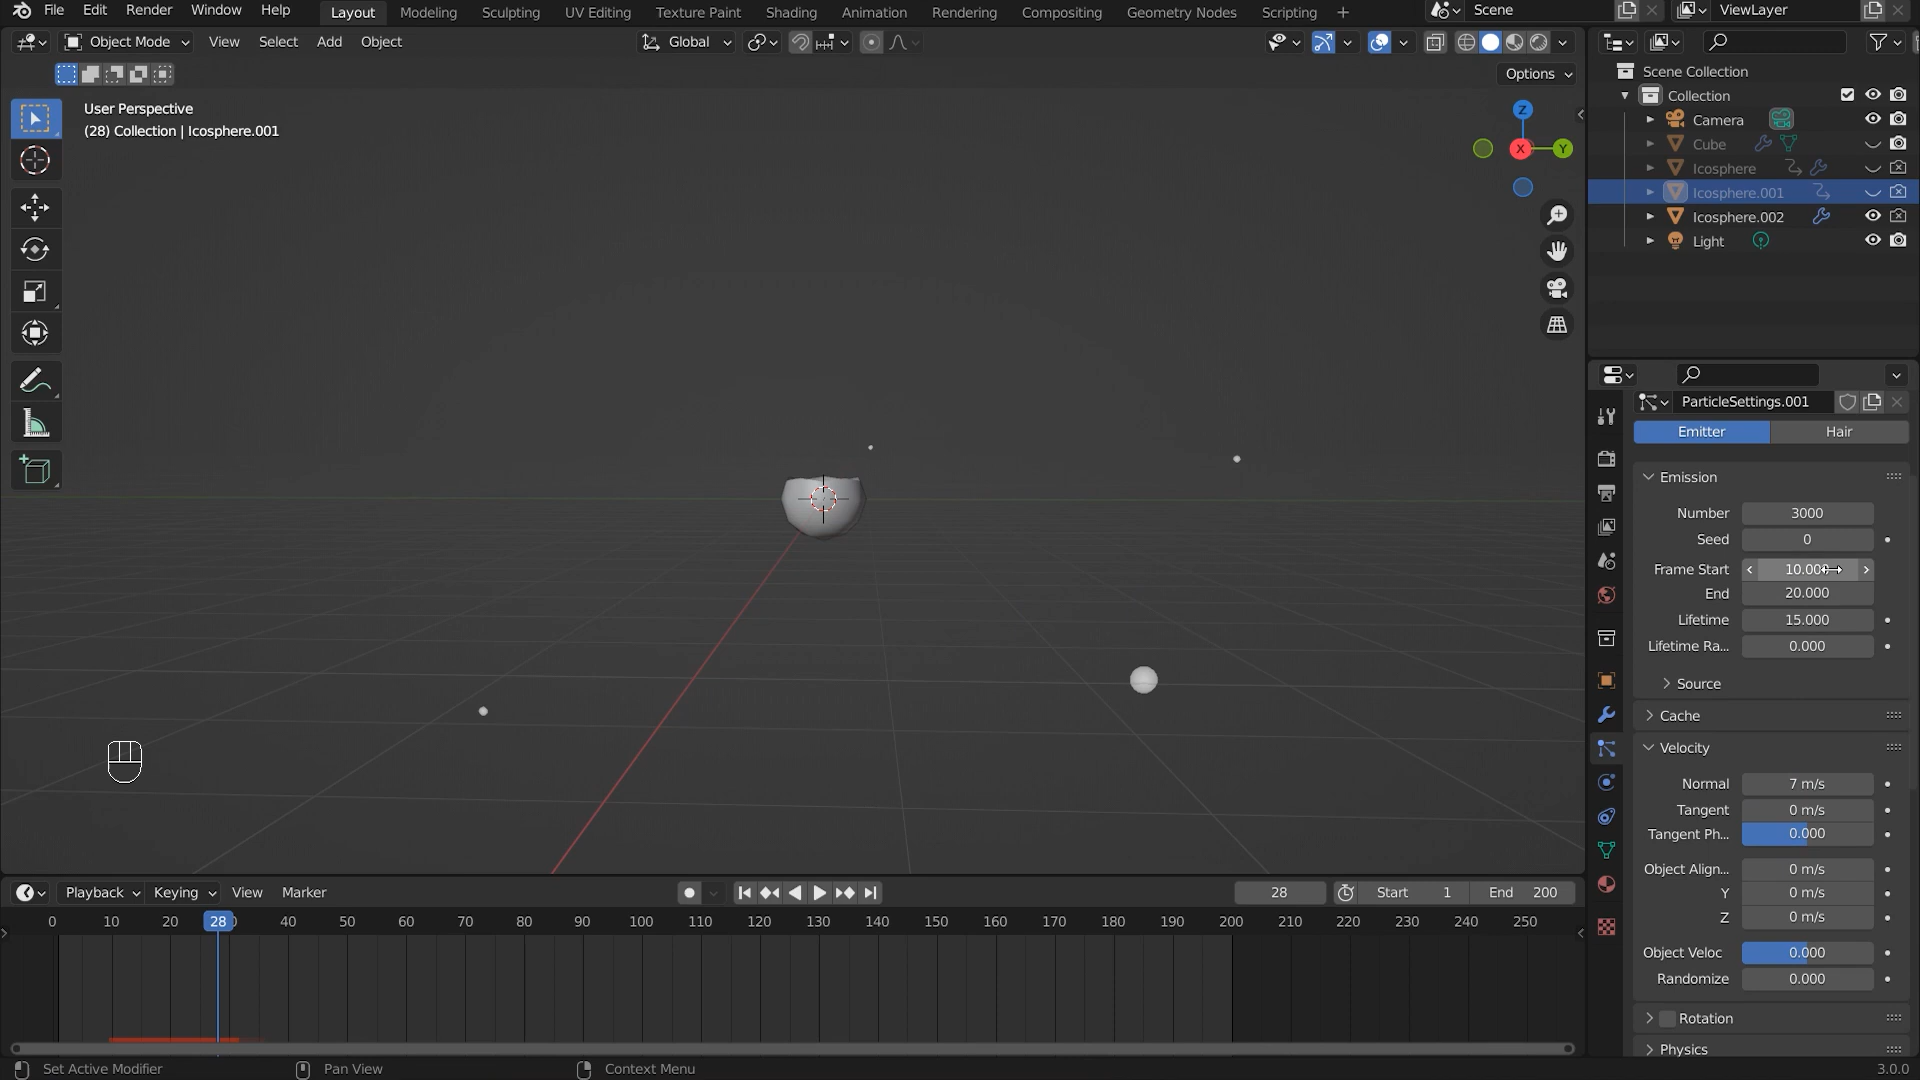 File Edit Render Window Help Layout Modeling Sculpting UV Editing Texture Paint Shading Animation Rendering Compositing Geometry Nodes Scripting + Scene ViewLayer
Object Mode View Select Add Object Global
Options
User Perspective
(28) Collection | Icosphere.001
Z
X
Y
Scene Collection
Collection
Camera
Cube
Icosphere
Icosphere.001
Icosphere.002
Light
ParticleSettings.001
Emitter Hair
Emission
Number 3000
Seed 0
Frame Start 10.000
End 20.000
Lifetime 15.000
Lifetime Ra... 0.000
Source
Cache
Velocity
Normal 7 m/s
Tangent 0 m/s
Tangent Ph... 0.000
Object Align... 0 m/s
Y 0 m/s
Z 0 m/s
Object Veloc 0.000
Randomize 0.000
Rotation
Physics
Playback Keying View Marker 28 Start 1 End 200
0 10 20 28 40 50 60 70 80 90 100 110 120 130 140 150 160 170 180 190 200 210 220 230 240 250
Set Active Modifier Pan View Context Menu 3.0.0